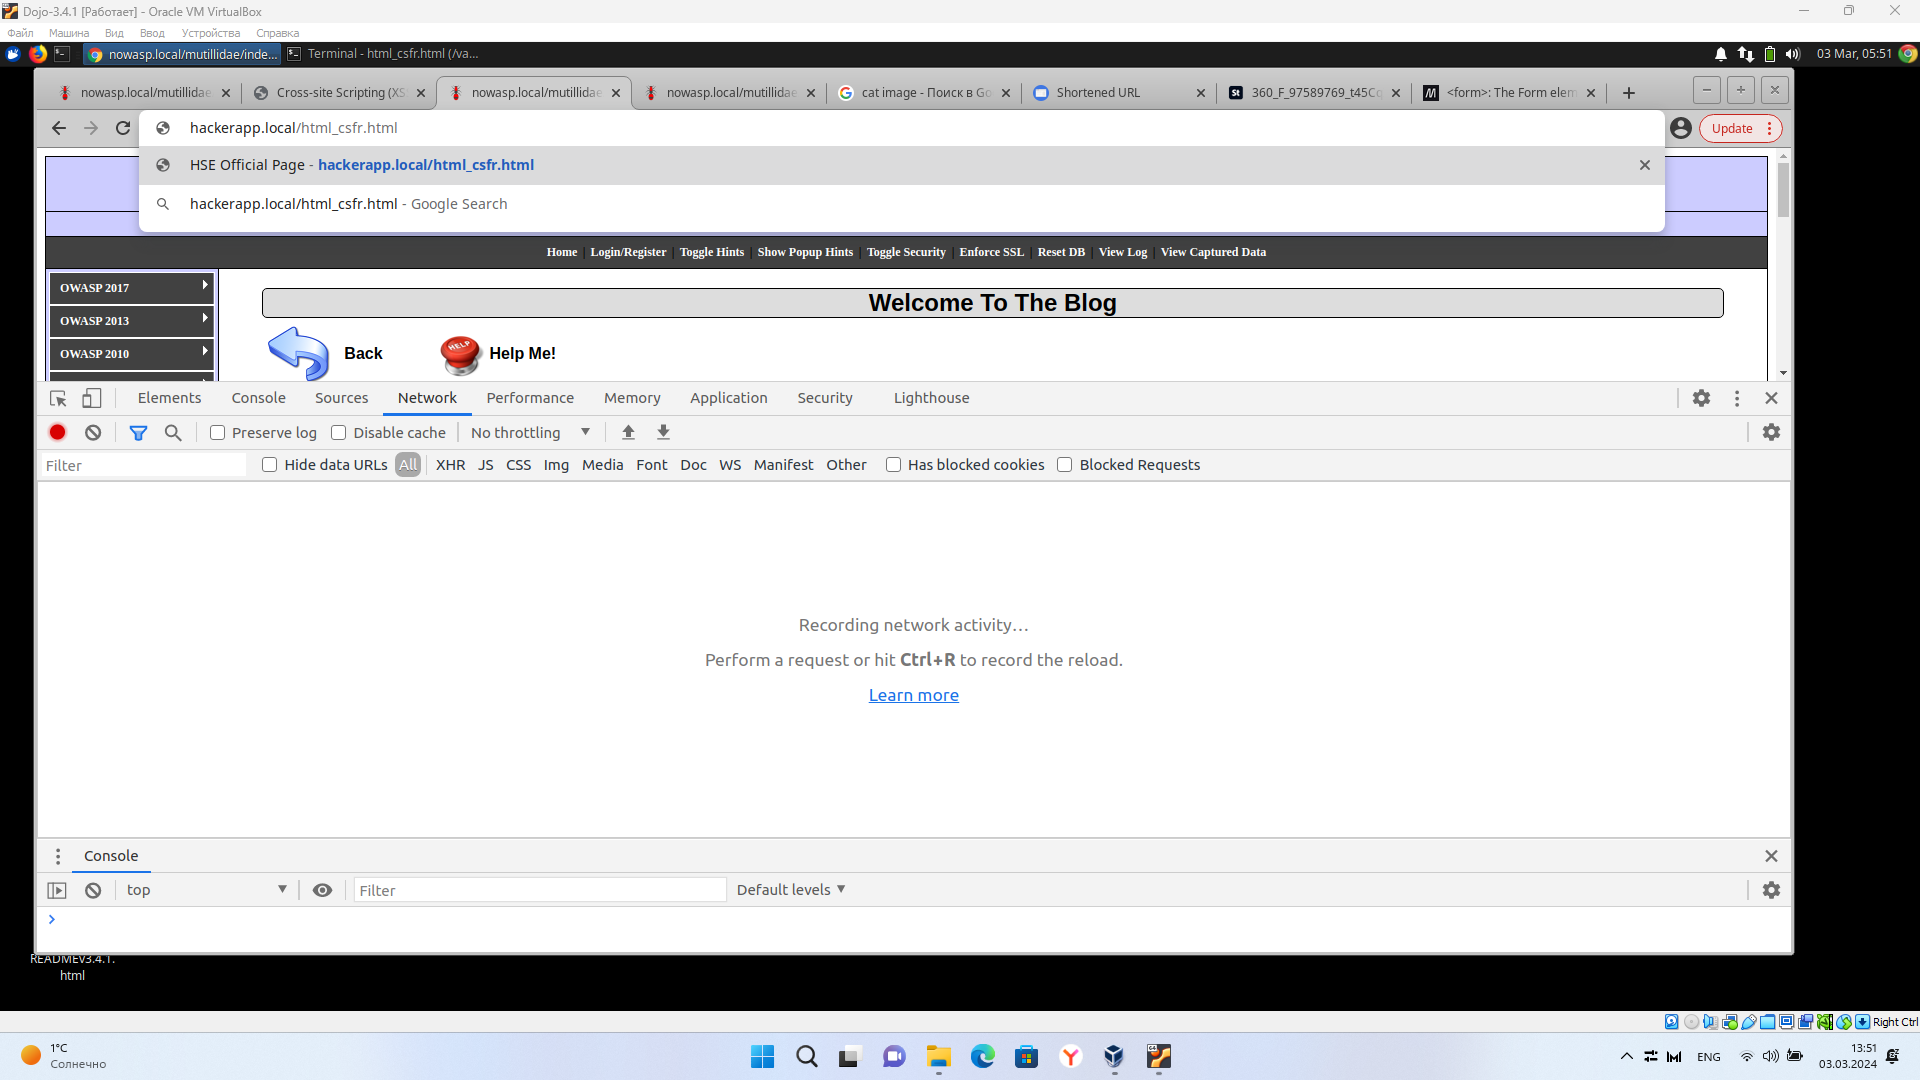 Dojo-3.4.1 [Работает] - Oracle VM VirtualBox
Файл Машина Вид Ввод Устройства Справка
nowasp.local/mutillidae/inde... Terminal - html_csfr.html (/va... 03 Mar, 05:51
nowasp.local/mutillidae Cross-site Scripting (XS nowasp.local/mutillidae nowasp.local/mutillidae cat image - Поиск в Go Shortened URL 360_F_97589769_t45Cq <form>: The Form elem
hackerapp.local/html_csfr.html Update
HSE Official Page - hackerapp.local/html_csfr.html
hackerapp.local/html_csfr.html - Google Search
Home | Login/Register | Toggle Hints | Show Popup Hints | Toggle Security | Enforce SSL | Reset DB | View Log | View Captured Data
OWASP 2017
OWASP 2013
OWASP 2010
Welcome To The Blog
Back HELP Help Me!
Elements Console Sources Network Performance Memory Application Security Lighthouse
Preserve log Disable cache No throttling
Filter Hide data URLs All XHR JS CSS Img Media Font Doc WS Manifest Other Has blocked cookies Blocked Requests
Recording network activity…
Perform a request or hit Ctrl+R to record the reload.
Learn more
Console
top Filter Default levels
READMEv3.4.1.
html
Right Ctrl
1°C
Солнечно
ENG
13:51
03.03.2024